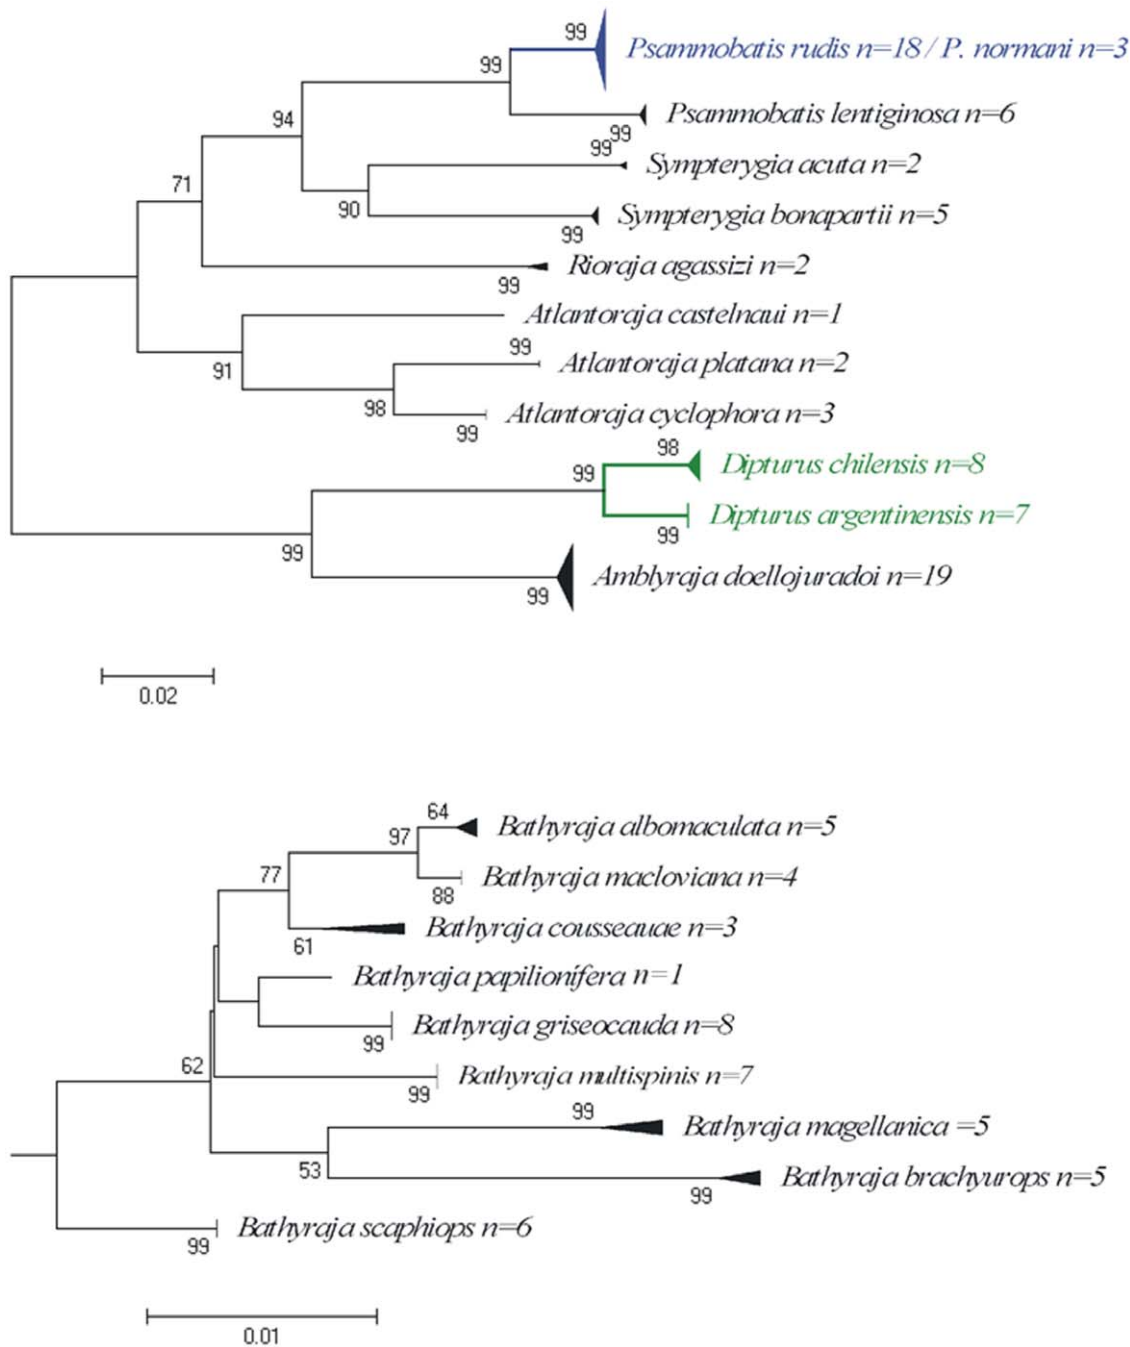 99
Psammobatis rudis n=18 / P. normani n=3
99
Psammobatis lentiginosa n=6
94
99
99
Sympterygia acuta n=2
71
90
Sympterygia bonapartii n=5
99
Rioraja agassizi n=2
99
Atlantoraja castelnaui n=1
99
Atlantoraja platana n=2
91
98
Atlantoraja cyclophora n=3
99
98
Dipturus chilensis n=8
99
Dipturus argentinensis n=7
99
99
Amblyraja doellojuradoi n=19
99
0.02
64
Bathyraja albomaculata n=5
97
77
Bathyraja macloviana n=4
88
Bathyraja cousseauae n=3
61
Bathyraja papilionífera n=1
Bathyraja griseocauda n=8
99
62
Bathyraja multispinis n=7
99
99
Bathyraja magellanica =5
53
Bathyraja brachyurops n=5
99
Bathyraja scaphiops n=6
99
0.01